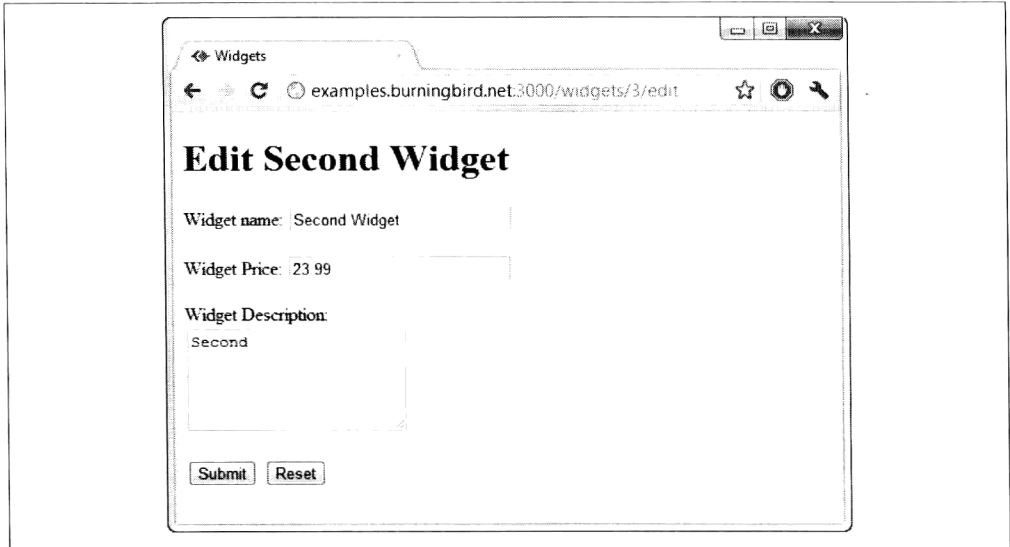 Widgets
examples.burningbird.net:3000/widgets/3/edit
Edit Second Widget
Widget name: Second Widget
Widget Price: 23 99
Widget Description:
Second
Submit Reset